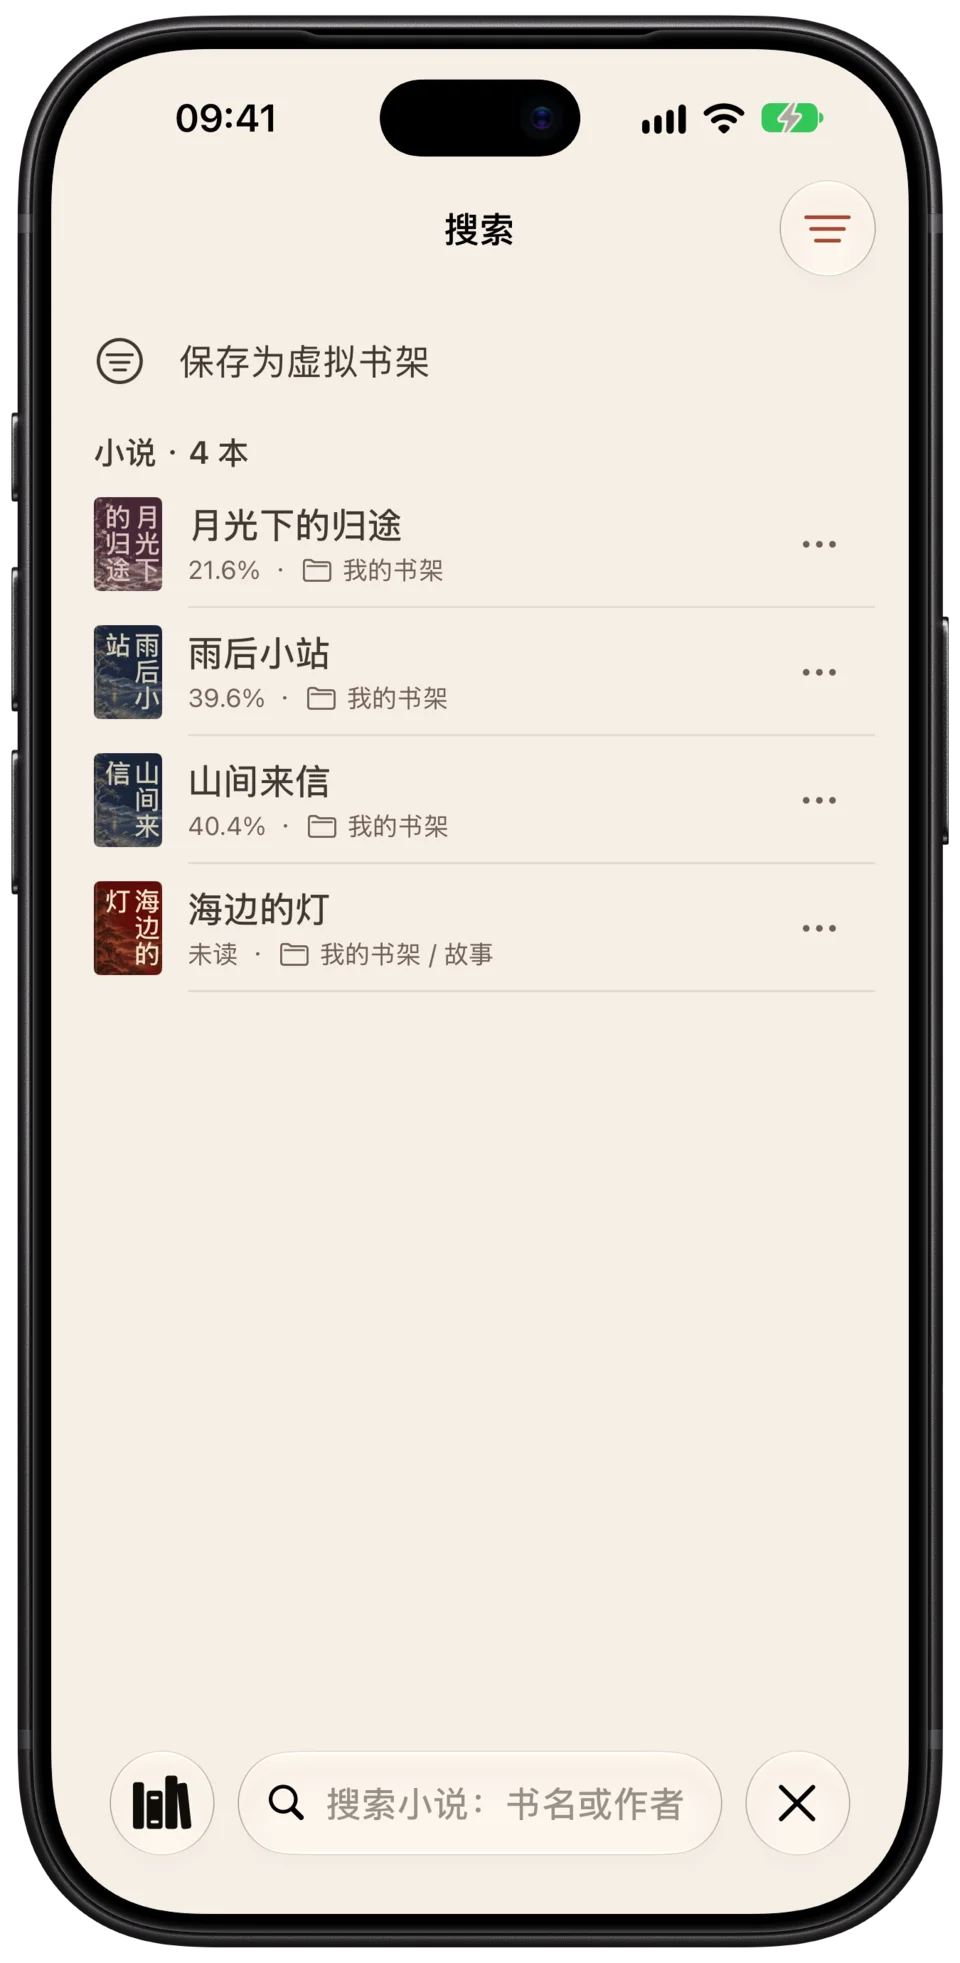 09:41
搜索
保存为虚拟书架
小说 · 4 本
月光下的归途
月光下的归途
21.6% · 我的书架
雨后小站
雨后小站
39.6% · 我的书架
山间来信
山间来信
40.4% · 我的书架
海边的灯
海边的灯
未读 · 我的书架 / 故事
搜索小说：书名或作者